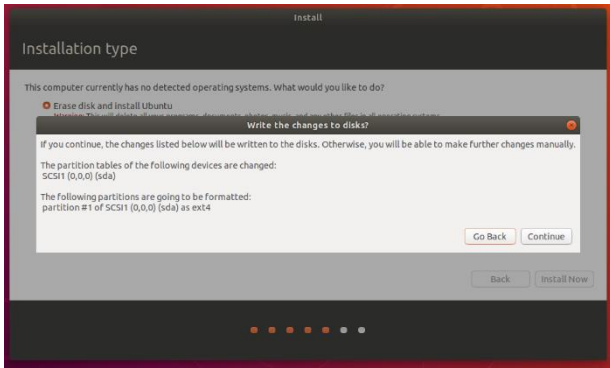 Install
Installation type
This computer currently has no detected operating systems. What would you like to do?
Erase disk and install Ubuntu
Write the changes to disks?
If you continue, the changes listed below will be written to the disks. Otherwise, you will be able to make further changes manually.
The partition tables of the following devices are changed:
SCSI1 (0,0,0) (sda)
The following partitions are going to be formatted:
partition #1 of SCSI1 (0,0,0) (sda) as ext4
Go Back Continue
Back Install Now